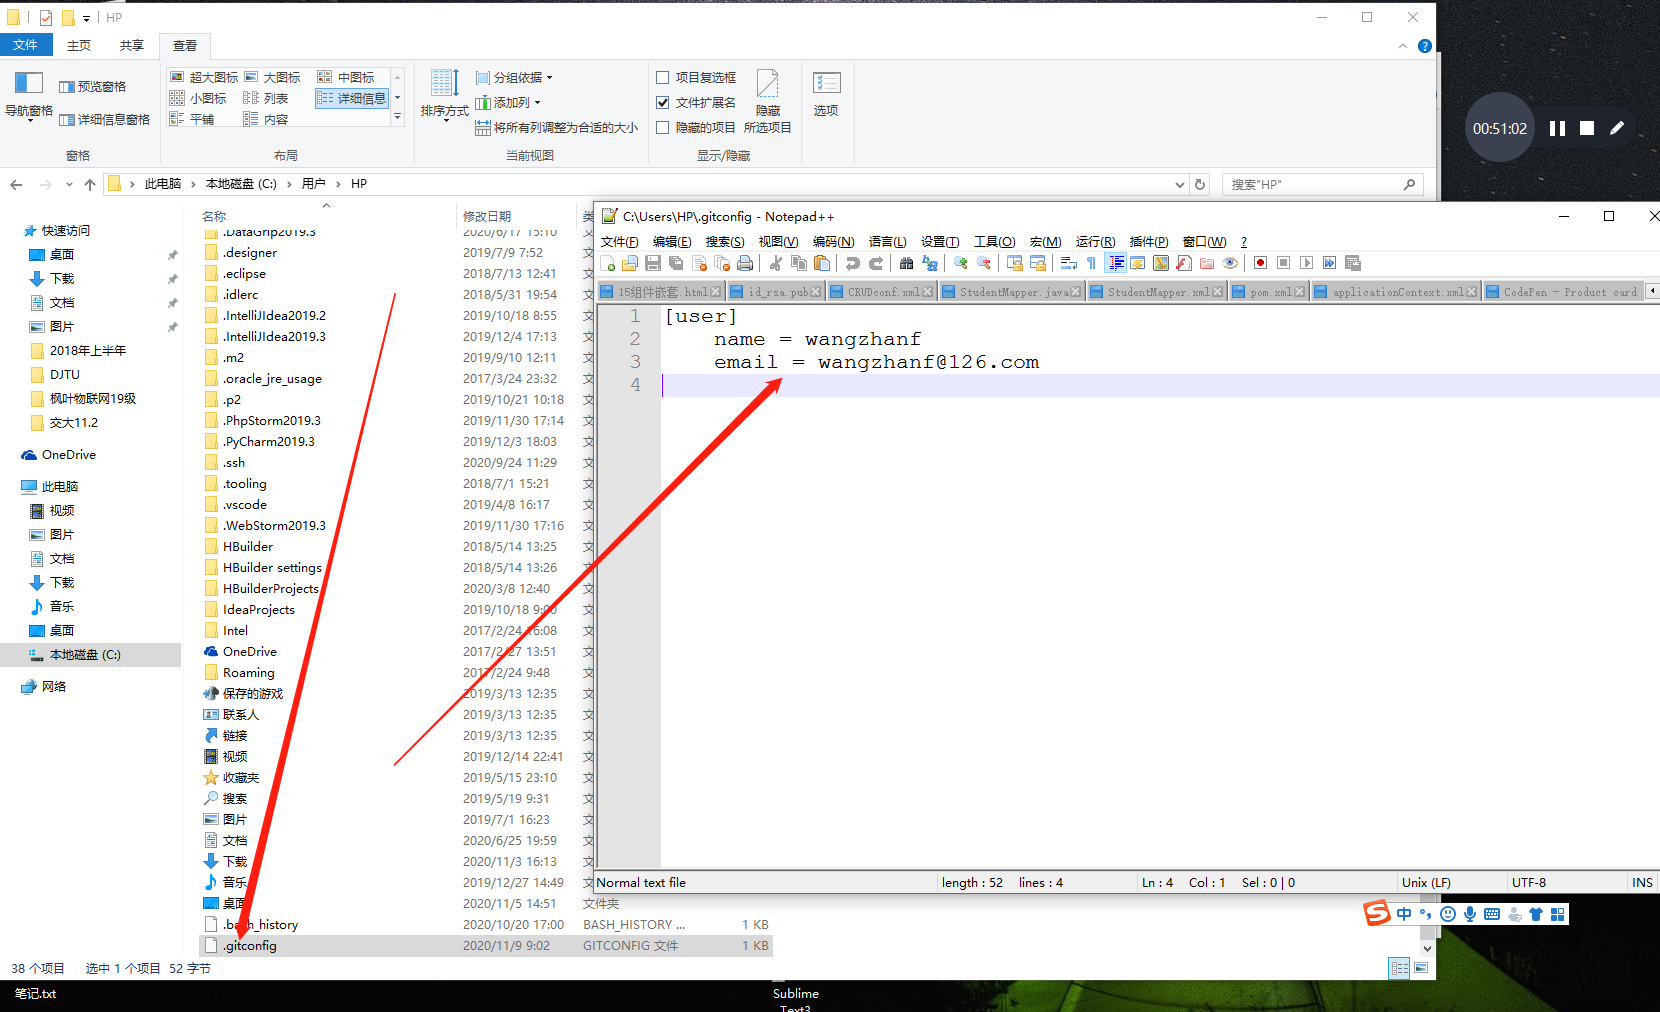 HP
文件 主页 共享 查看
导航窗格
预览窗格
详细信息窗格
窗格
超大图标 大图标 中图标
小图标 列表 详细信息
平铺 内容
布局
排序方式
分组依据
添加列
将所有列调整为合适的大小
当前视图
项目复选框
文件扩展名
隐藏的项目
隐藏
所选项目
显示/隐藏
选项
00:51:02
此电脑 › 本地磁盘 (C:) › 用户 › HP
搜索"HP"
快速访问
桌面
下载
文档
图片
2018年上半年
DJTU
枫叶物联网19级
交大11.2
OneDrive
此电脑
视频
图片
文档
下载
音乐
桌面
本地磁盘 (C:)
网络
名称 修改日期 类
.DataGrip2019.3 2020/6/17 15:10
.designer 2019/7/9 7:52 文
.eclipse 2018/7/13 12:41 文
.idlerc 2018/5/31 19:54 文
.IntelliJIdea2019.2 2019/10/18 8:55 文
.IntelliJIdea2019.3 2019/12/4 17:13 文
.m2 2019/9/10 12:11 文
.oracle_jre_usage 2017/3/24 23:32 文
.p2 2019/10/21 10:18 文
.PhpStorm2019.3 2019/11/30 17:14 文
.PyCharm2019.3 2019/12/3 18:03 文
.ssh 2020/9/24 11:29 文
.tooling 2018/7/1 15:21 文
.vscode 2019/4/8 16:17 文
.WebStorm2019.3 2019/11/30 17:16 文
HBuilder 2018/5/14 13:25 文
HBuilder settings 2018/5/14 13:26 文
HBuilderProjects 2020/3/8 12:40 文
IdeaProjects 2019/10/18 9:00 文
Intel 2017/2/24 16:08 文
OneDrive 2017/2/27 13:51 文
Roaming 2017/2/24 9:48 文
保存的游戏 2019/3/13 12:35 文
联系人 2019/3/13 12:35 文
链接 2019/3/13 12:35 文
视频 2019/12/14 22:41 文
收藏夹 2019/5/15 23:10 文
搜索 2019/5/19 9:31 文
图片 2019/7/1 16:23 文
文档 2020/6/25 19:59 文
下载 2020/11/3 16:13 文
音乐 2019/12/27 14:49 文
桌面 2020/11/5 14:51 文件夹
.bash_history 2020/10/20 17:00 BASH_HISTORY ... 1 KB
.gitconfig 2020/11/9 9:02 GITCONFIG 文件 1 KB
38 个项目 选中 1 个项目 52 字节
C:\Users\HP\.gitconfig - Notepad++
文件(F) 编辑(E) 搜索(S) 视图(V) 编码(N) 语言(L) 设置(T) 工具(O) 宏(M) 运行(R) 插件(P) 窗口(W) ?
15组件嵌套.html id_rsa.pub CRUDconf.xml StudentMapper.java StudentMapper.xml pom.xml applicationContext.xml CodePen - Product card
1 [user]
2 name = wangzhanf
3 email = wangzhanf@126.com
4
Normal text file length : 52 lines : 4 Ln : 4 Col : 1 Sel : 0 | 0 Unix (LF) UTF-8 INS
S 中
笔记.txt
Sublime
Text3